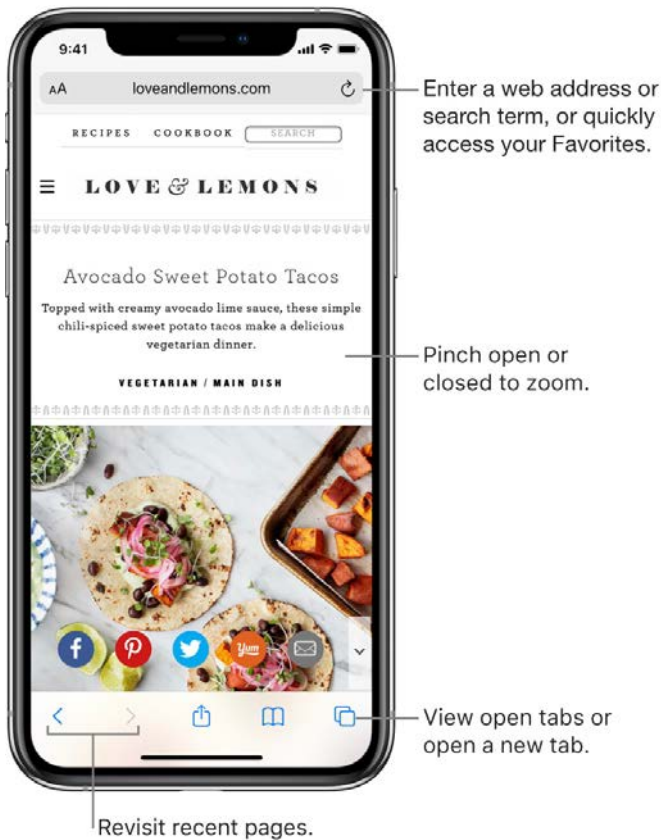 9:41
AA loveandlemons.com
Enter a web address or
search term, or quickly
access your Favorites.
RECIPES COOKBOOK SEARCH
LOVE & LEMONS
Avocado Sweet Potato Tacos
Topped with creamy avocado lime sauce, these simple
chili-spiced sweet potato tacos make a delicious
vegetarian dinner.
Pinch open or
closed to zoom.
VEGETARIAN / MAIN DISH
f Yum
View open tabs or
open a new tab.
Revisit recent pages.